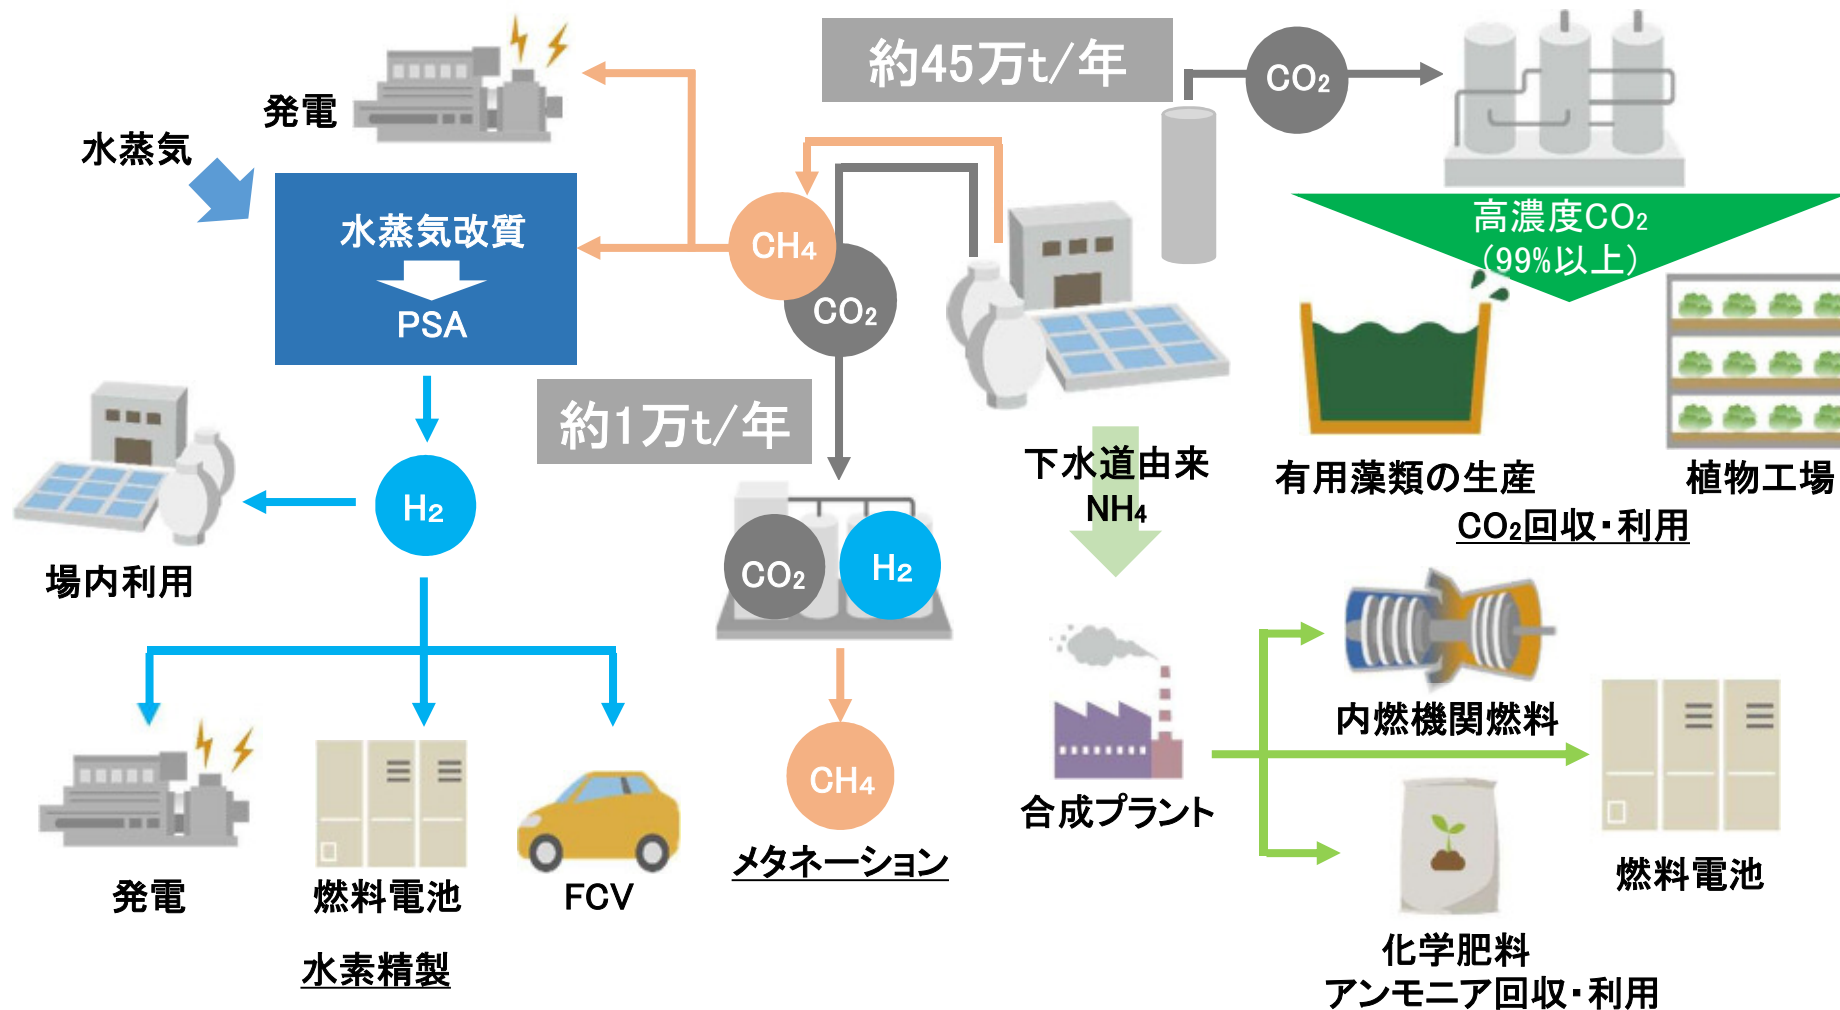 約45万t/年
CO₂
発電
水蒸気
水蒸気改質
PSA
CH₄
CO₂
高濃度CO₂
(99%以上)
約1万t/年
下水道由来
NH₄
有用藻類の生産
植物工場
CO₂回収・利用
H₂
場内利用
CO₂
H₂
内燃機関燃料
CH₄
合成プラント
メタネーション
発電
燃料電池
FCV
燃料電池
水素精製
化学肥料
アンモニア回収・利用